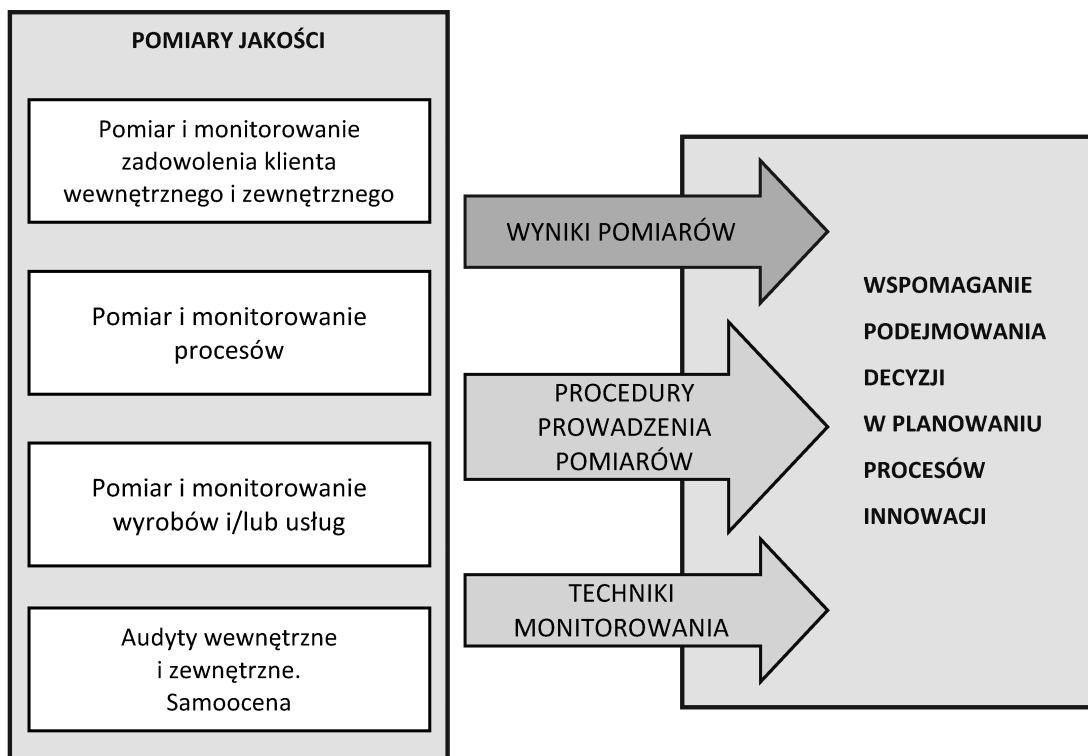 POMIARY JAKOŚCI
Pomiar i monitorowanie
zadowolenia klienta
wewnętrznego i zewnętrznego
Pomiar i monitorowanie
procesów
Pomiar i monitorowanie
wyrobów i/lub usług
Audyty wewnętrzne
i zewnętrzne.
Samoocena
WYNIKI POMIARÓW
PROCEDURY
PROWADZENIA
POMIARÓW
TECHNIKI
MONITOROWANIA
WSPOMAGANIE
PODEJMOWANIA
DECYZJI
W PLANOWANIU
PROCESÓW
INNOWACJI